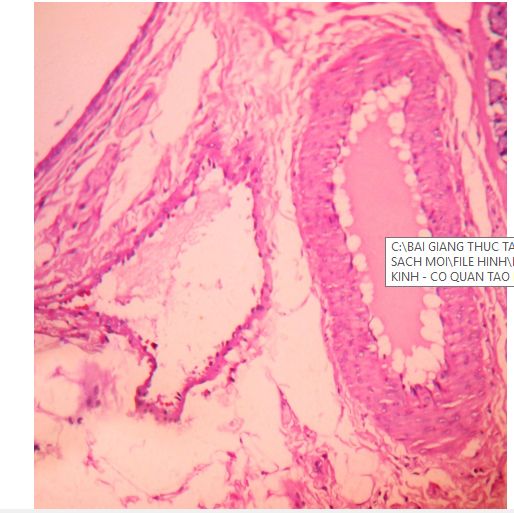 C:\BAI GIANG THUC TA
SACH MOI\FILE HINH\
KINH - CO QUAN TAO